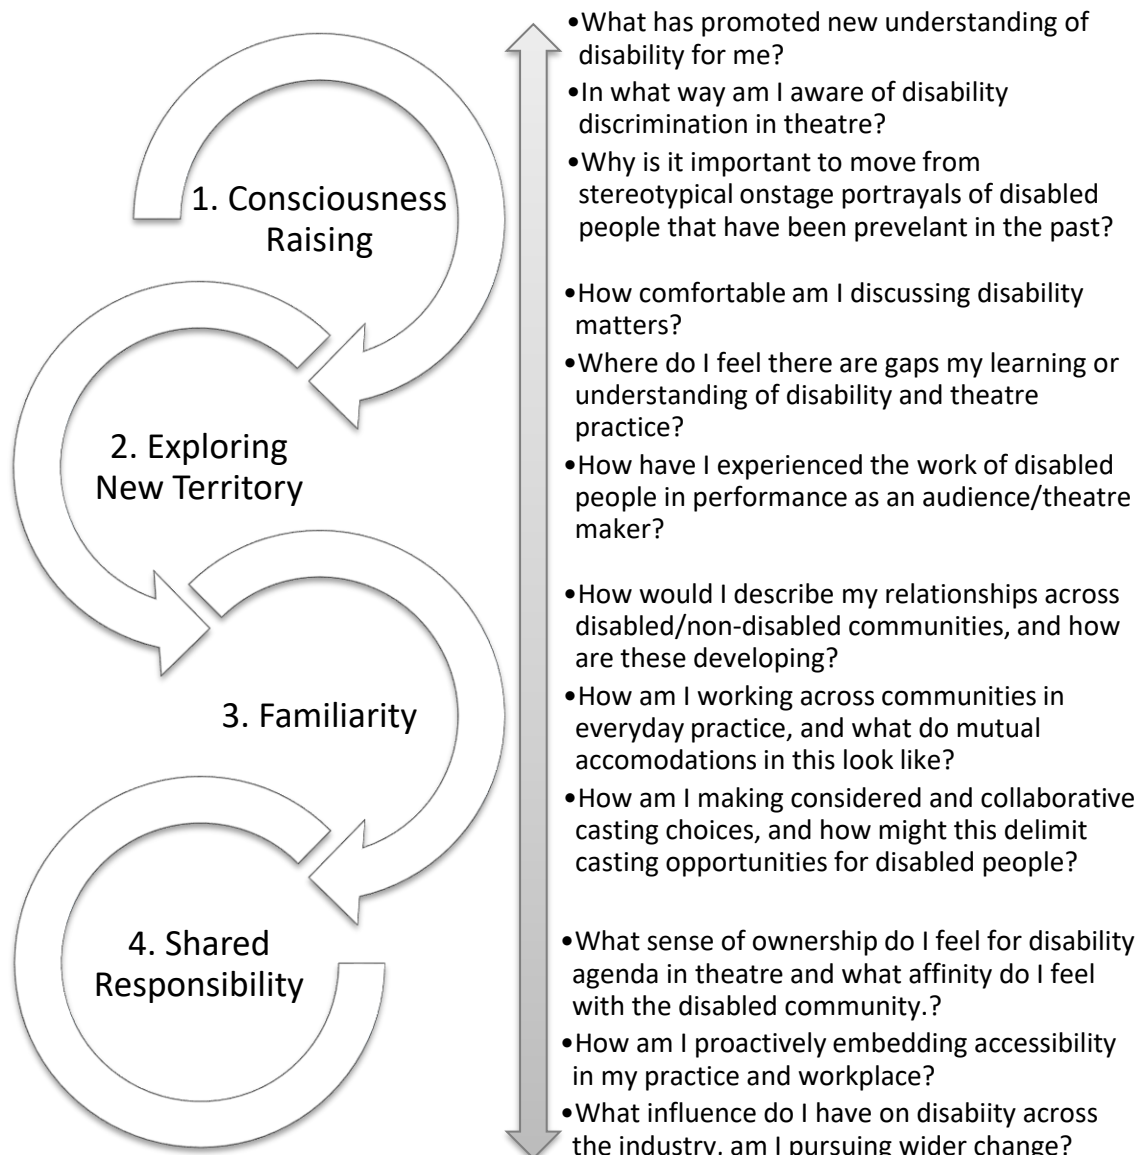 1. Consciousness
Raising
•What has promoted new understanding of
disability for me?
•In what way am I aware of disability
discrimination in theatre?
•Why is it important to move from
stereotypical onstage portrayals of disabled
people that have been prevelant in the past?
2. Exploring
New Territory
•How comfortable am I discussing disability
matters?
•Where do I feel there are gaps my learning or
understanding of disability and theatre
practice?
•How have I experienced the work of disabled
people in performance as an audience/theatre
maker?
3. Familiarity
•How would I describe my relationships across
disabled/non-disabled communities, and how
are these developing?
•How am I working across communities in
everyday practice, and what do mutual
accomodations in this look like?
•How am I making considered and collaborative
casting choices, and how might this delimit
casting opportunities for disabled people?
4. Shared
Responsibility
•What sense of ownership do I feel for disability
agenda in theatre and what affinity do I feel
with the disabled community.?
•How am I proactively embedding accessibility
in my practice and workplace?
•What influence do I have on disabiity across
the industry, am I pursuing wider change?